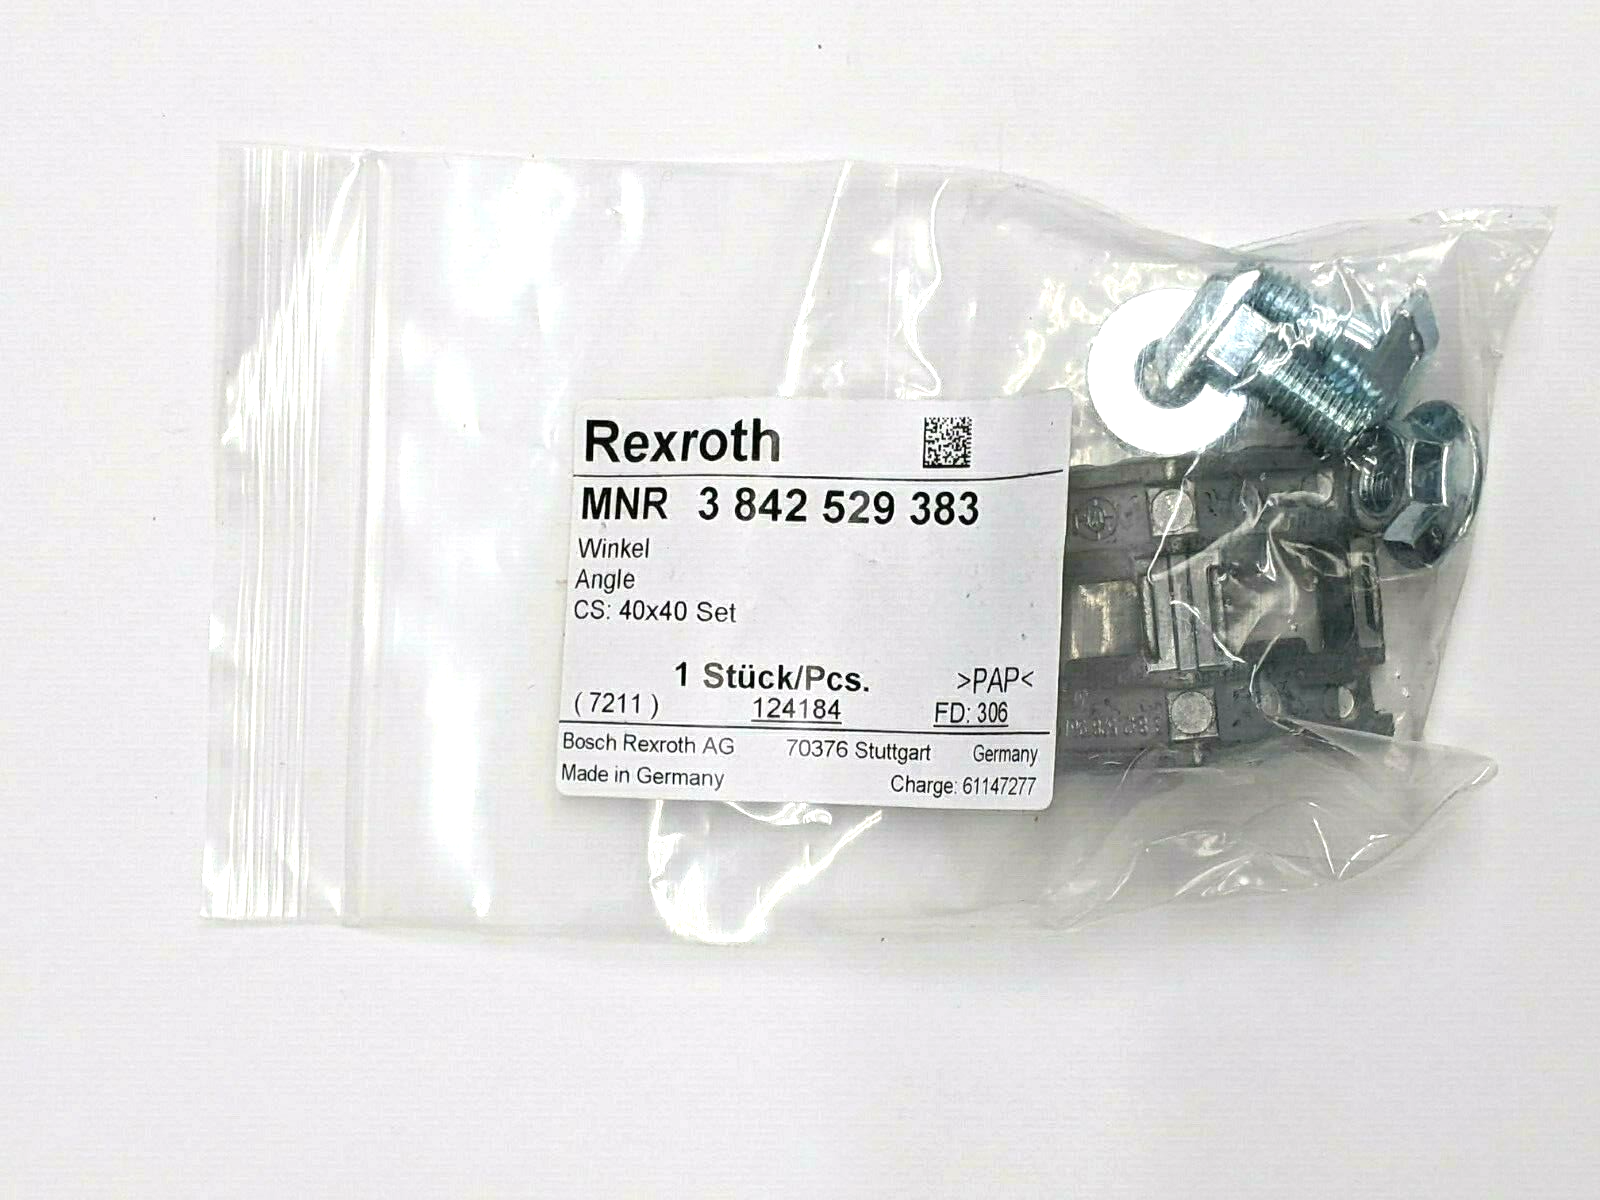 Rexroth
MNR 3 842 529 383
Winkel
Angle
CS: 40x40 Set
1 Stück/Pcs. >PAP<
( 7211 ) 124184 FD: 306
Bosch Rexroth AG 70376 Stuttgart Germany
Made in Germany Charge: 61147277